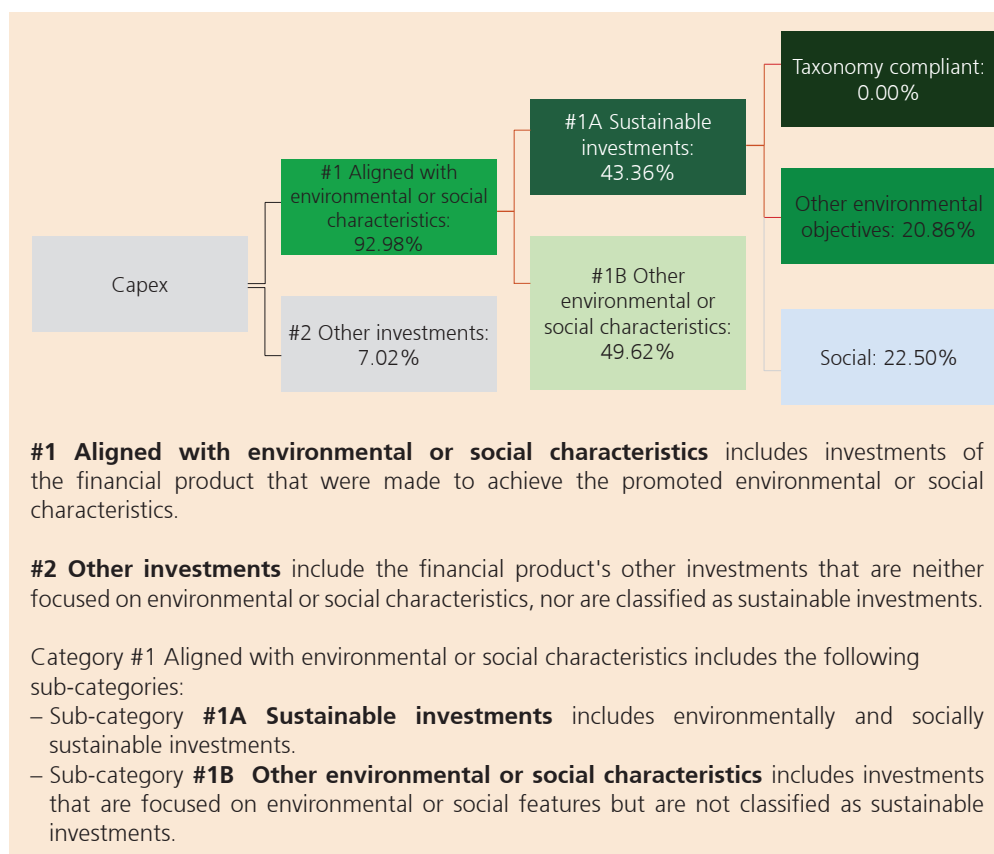 Capex
#1 Aligned with
environmental or social
characteristics:
92.98%
#2 Other investments:
7.02%
#1A Sustainable
investments:
43.36%
#1B Other
environmental or
social characteristics:
49.62%
Taxonomy compliant:
0.00%
Other environmental
objectives: 20.86%
Social: 22.50%
#1 Aligned with environmental or social characteristics includes investments of
the financial product that were made to achieve the promoted environmental or social
characteristics.
#2 Other investments include the financial product's other investments that are neither
focused on environmental or social characteristics, nor are classified as sustainable investments.
Category #1 Aligned with environmental or social characteristics includes the following
sub-categories:
– Sub-category #1A Sustainable investments includes environmentally and socially
sustainable investments.
– Sub-category #1B Other environmental or social characteristics includes investments
that are focused on environmental or social features but are not classified as sustainable
investments.